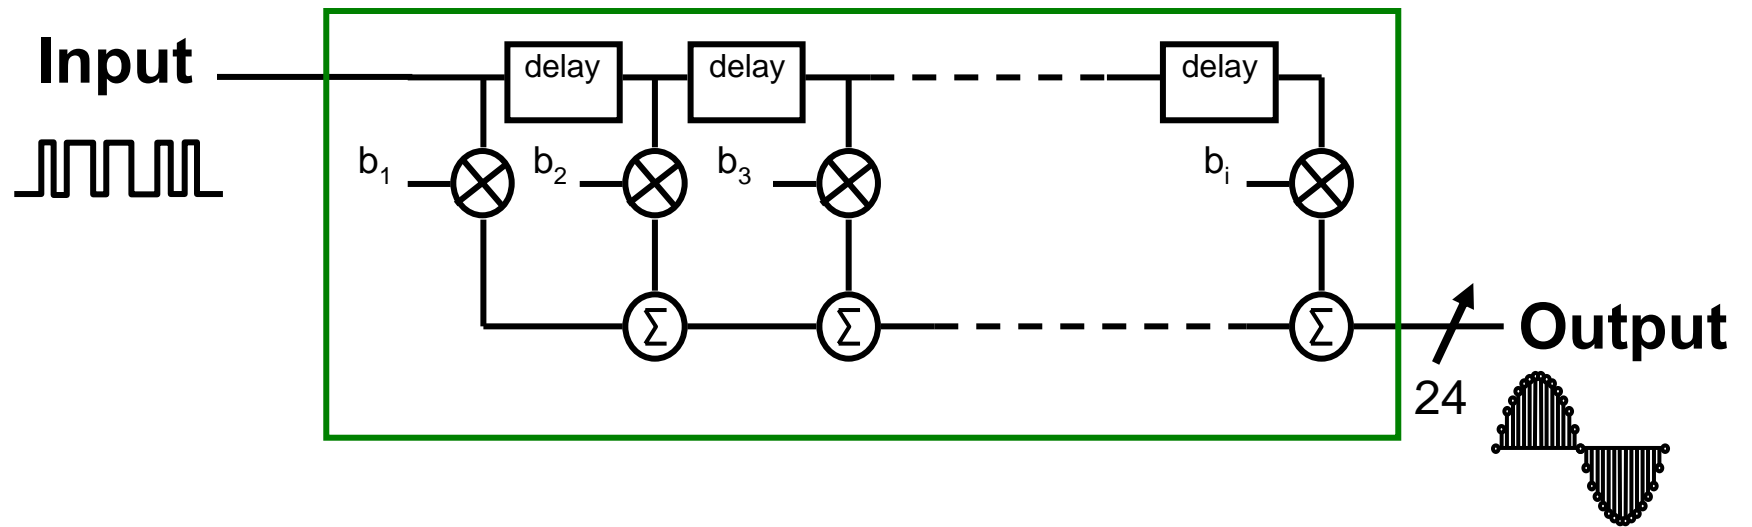 Input
delay
delay
delay
b₁
b₂
b₃
bᵢ
Σ
Σ
Σ
Output
24